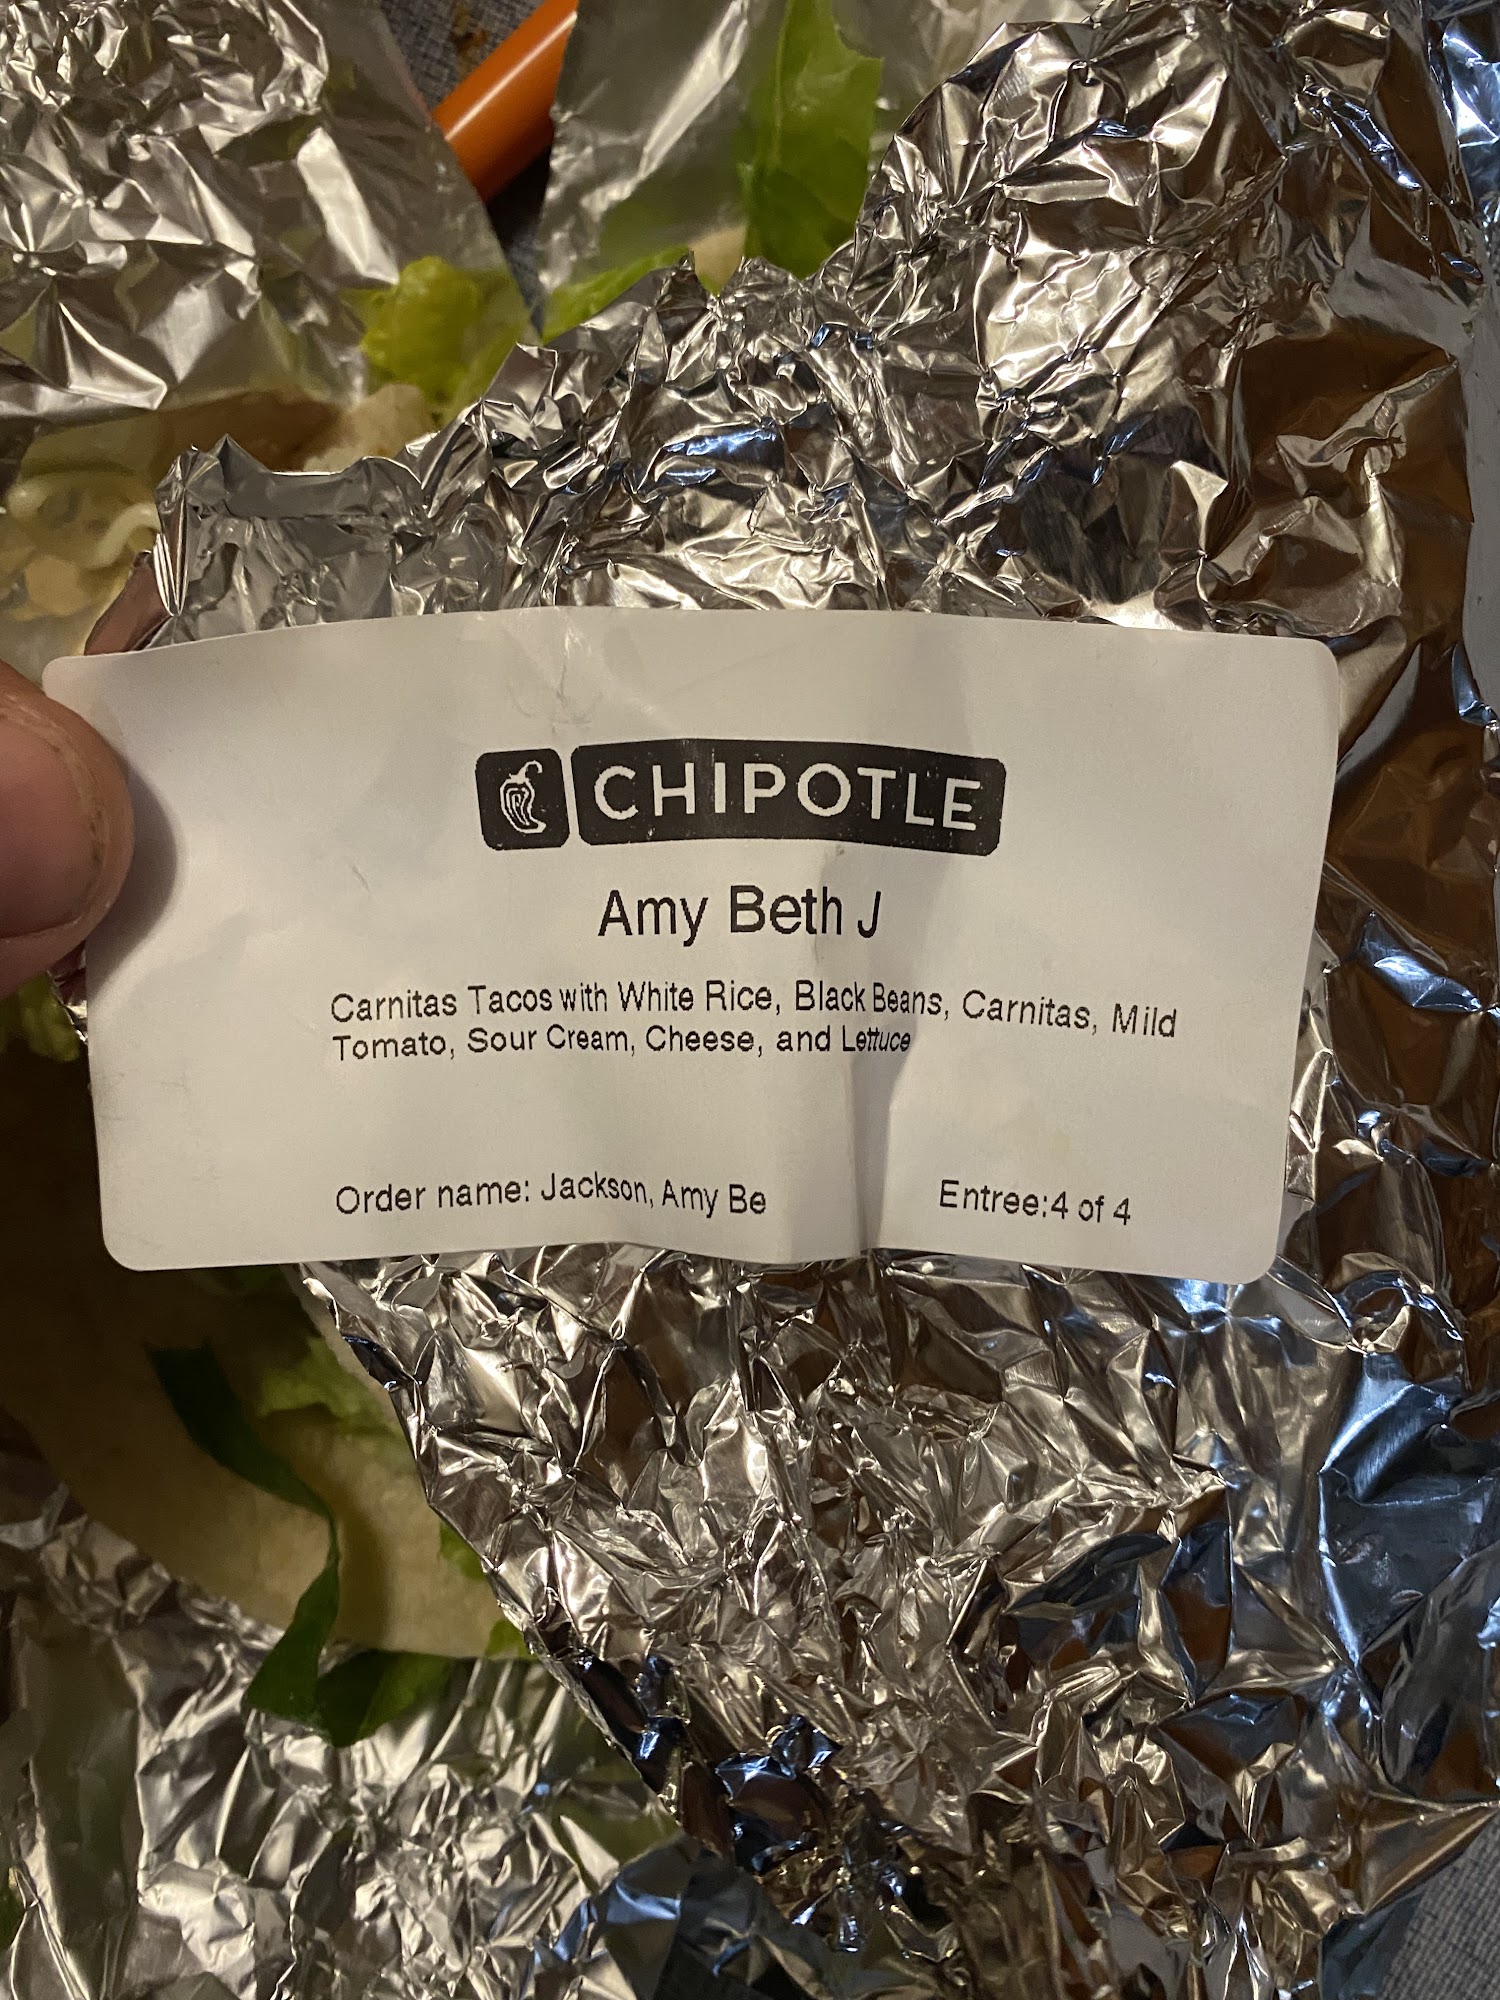 CHIPOTLE
Amy Beth J
Carnitas Tacos with White Rice, Black Beans, Carnitas, Mild
Tomato, Sour Cream, Cheese, and Lettuce
Order name: Jackson, Amy Be Entree:4 of 4